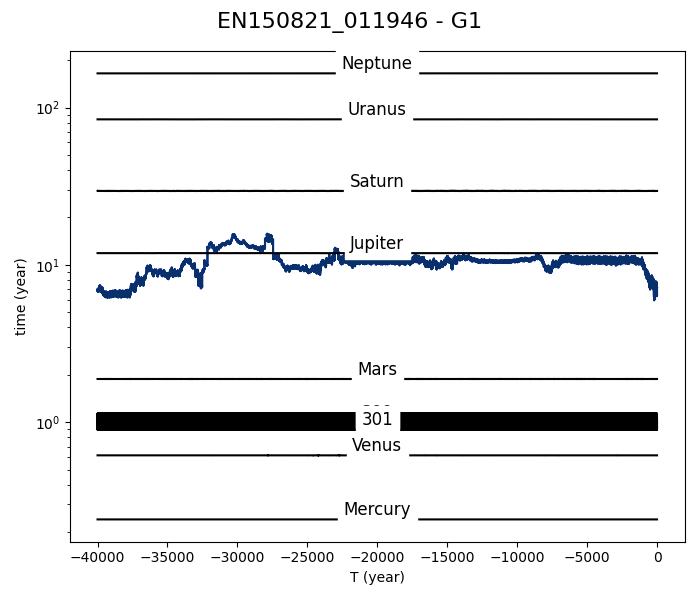 EN150821_011946 - G1
Neptune
10²
Uranus
Saturn
Jupiter
10¹
time (year)
Mars
10⁰
301
Venus
Mercury
−40000 −35000 −30000 −25000 −20000 −15000 −10000 −5000 0
T (year)